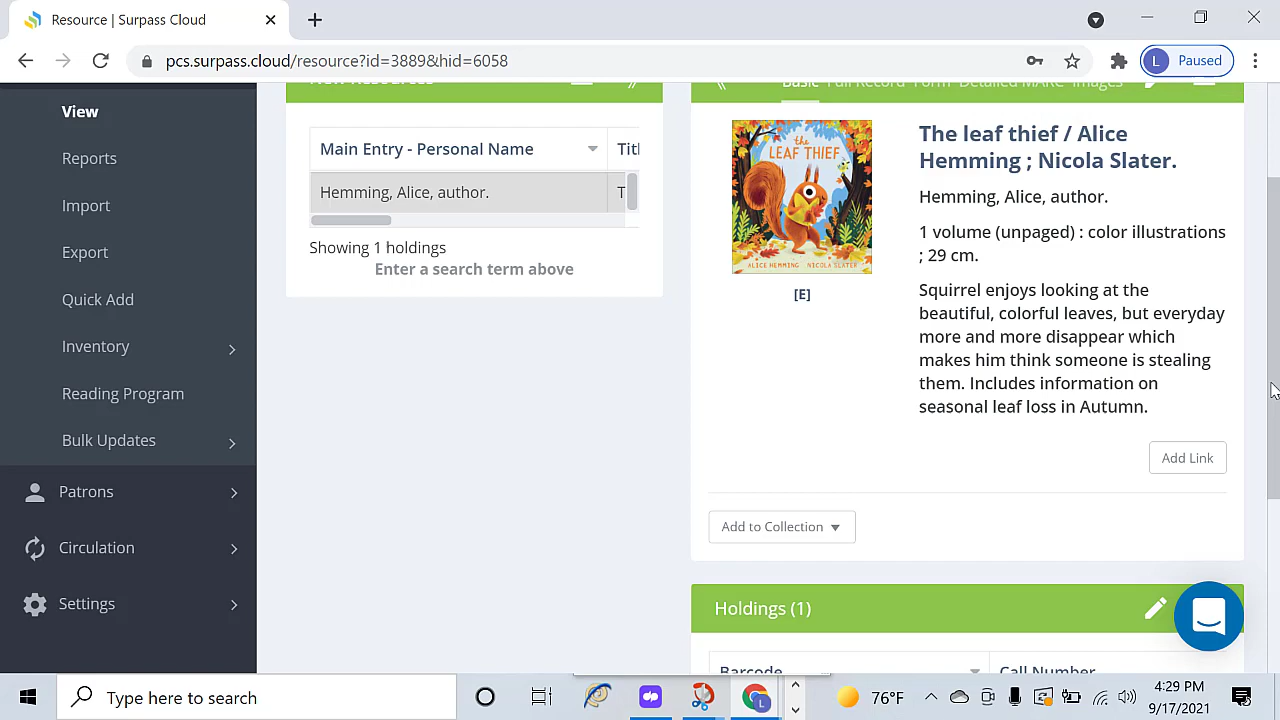 Resource | Surpass Cloud
pcs.surpass.cloud/resource?id=3889&hid=6058
L Paused
View
Reports
Import
Export
Quick Add
Inventory
Reading Program
Bulk Updates
Patrons
Circulation
Settings
New Resources
Main Entry - Personal Name
Titl
Hemming, Alice, author.
T
Showing 1 holdings
Enter a search term above
Basic Full Record Form Detailed MARC Images
the
LEAF THIEF
ALICE HEMMING NICOLA SLATER
[E]
The leaf thief / Alice
Hemming ; Nicola Slater.
Hemming, Alice, author.
1 volume (unpaged) : color illustrations
; 29 cm.
Squirrel enjoys looking at the
beautiful, colorful leaves, but everyday
more and more disappear which
makes him think someone is stealing
them. Includes information on
seasonal leaf loss in Autumn.
Add Link
Add to Collection
Holdings (1)
Barcode
Call Number
Type here to search
L
76°F
4:29 PM
9/17/2021